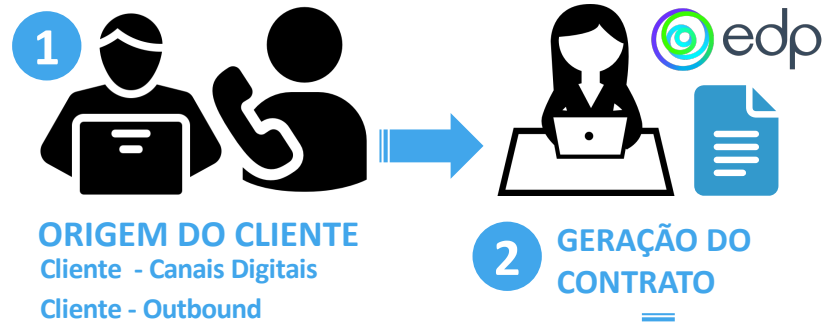 1
edp
ORIGEM DO CLIENTE
Cliente - Canais Digitais
Cliente - Outbound
2
GERAÇÃO DO
CONTRATO